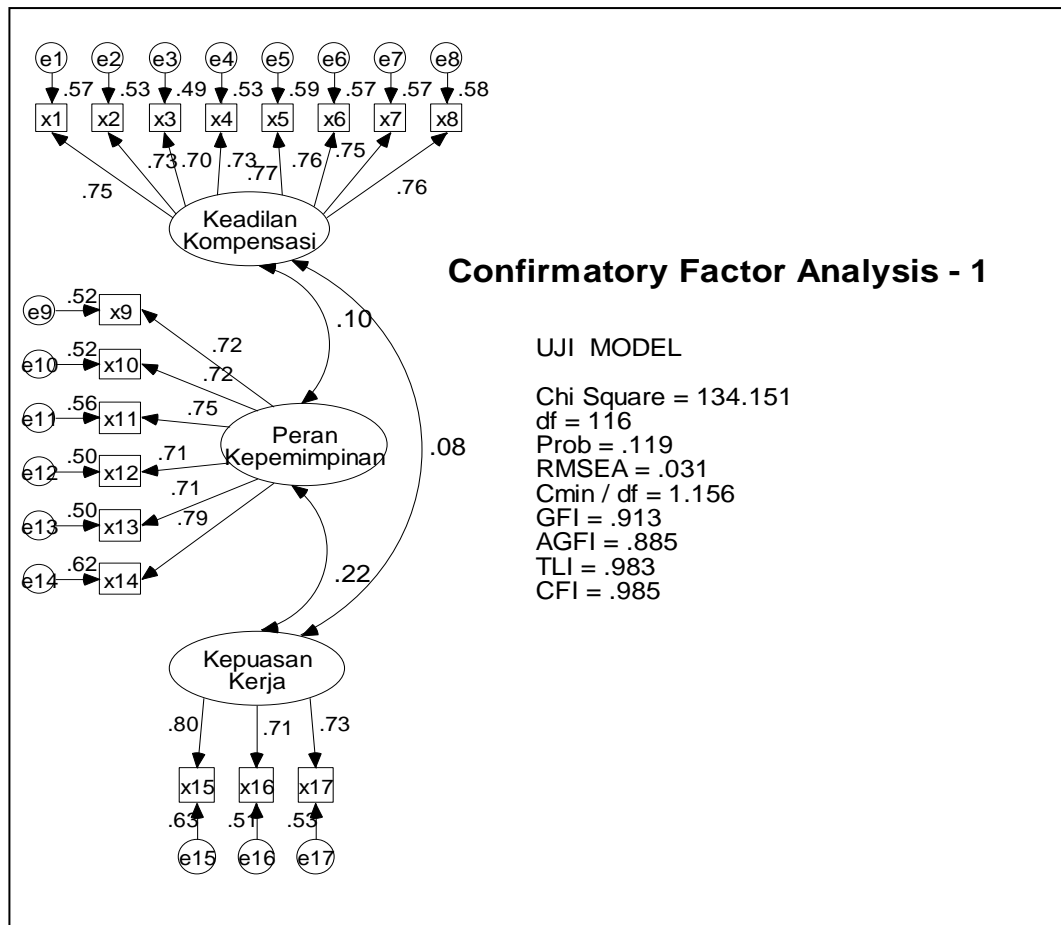 e1 e2 e3 e4 e5 e6 e7 e8
.57 .53 .49 .53 .59 .57 .57 .58
x1 x2 x3 x4 x5 x6 x7 x8
.75 .73 .70 .73 .77 .76 .75 .76
Keadilan
Kompensasi
Confirmatory Factor Analysis - 1
.10
.08
.22
e9 .52 x9 .72
e10 .52 x10 .72
e11 .56 x11 .75
e12 .50 x12 .71
e13 .50 x13 .71
e14 .62 x14 .79
Peran
Kepemimpinan
UJI MODEL
Chi Square = 134.151
df = 116
Prob = .119
RMSEA = .031
Cmin / df = 1.156
GFI = .913
AGFI = .885
TLI = .983
CFI = .985
Kepuasan
Kerja
.80 .71 .73
x15 x16 x17
.63 .51 .53
e15 e16 e17